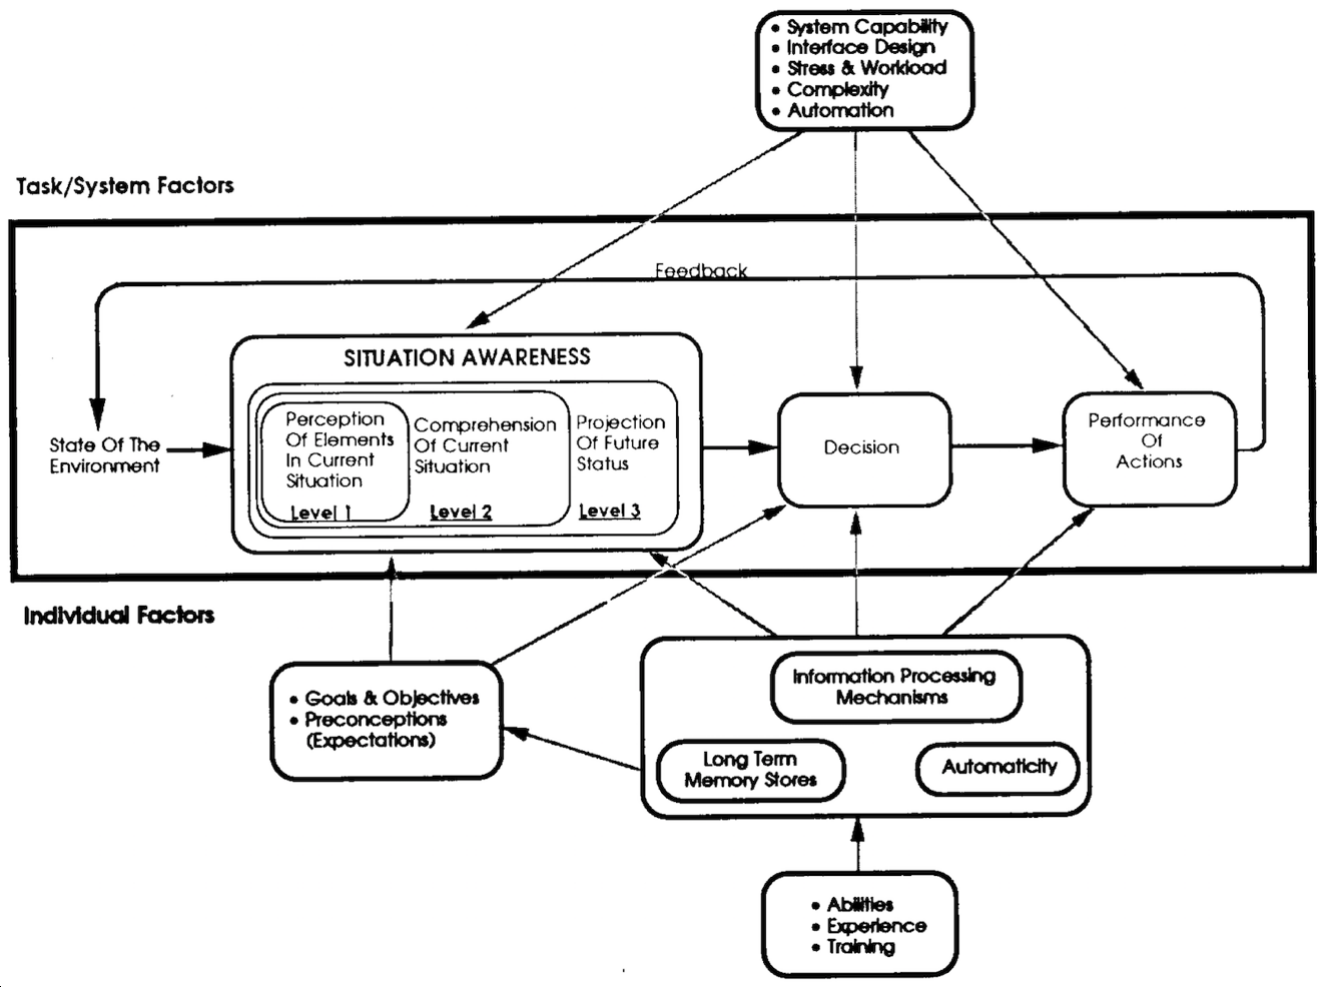 • System Capability
• Interface Design
• Stress & Workload
• Complexity
• Automation
Task/System Factors
Feedback
SITUATION AWARENESS
State Of The
Environment
Perception
Of Elements
In Current
Situation
Level 1
Comprehension
Of Current
Situation
Level 2
Projection
Of Future
Status
Level 3
Decision
Performance
Of
Actions
Individual Factors
• Goals & Objectives
• Preconceptions
(Expectations)
Information Processing
Mechanisms
Long Term
Memory Stores
Automaticity
• Abilities
• Experience
• Training